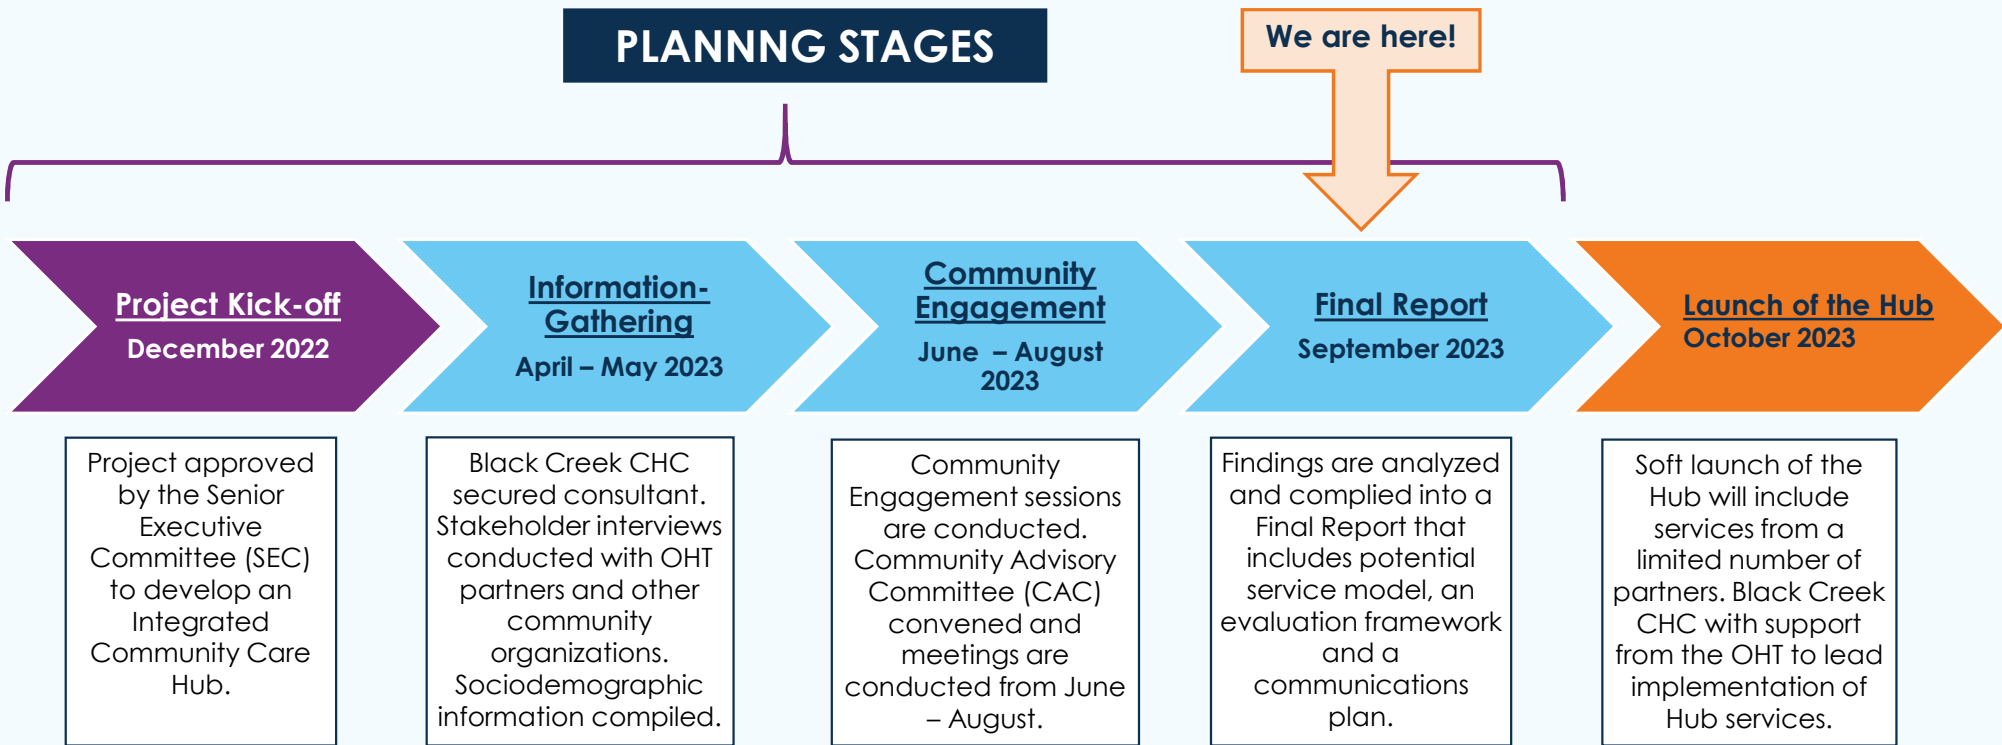 PLANNNG STAGES
We are here!
Project Kick-off
December 2022
Information-
Gathering
April – May 2023
Community
Engagement
June  – August
2023
Final Report
September 2023
Launch of the Hub
October 2023
Project approved
by the Senior
Executive
Committee (SEC)
to develop an
Integrated
Community Care
Hub.
Black Creek CHC
secured consultant.
Stakeholder interviews
conducted with OHT
partners and other
community
organizations.
Sociodemographic
information compiled.
Community
Engagement sessions
are conducted.
Community Advisory
Committee (CAC)
convened and
meetings are
conducted from June
– August.
Findings are analyzed
and complied into a
Final Report that
includes potential
service model, an
evaluation framework
and a
communications
plan.
Soft launch of the
Hub will include
services from a
limited number of
partners. Black Creek
CHC with support
from the OHT to lead
implementation of
Hub services.